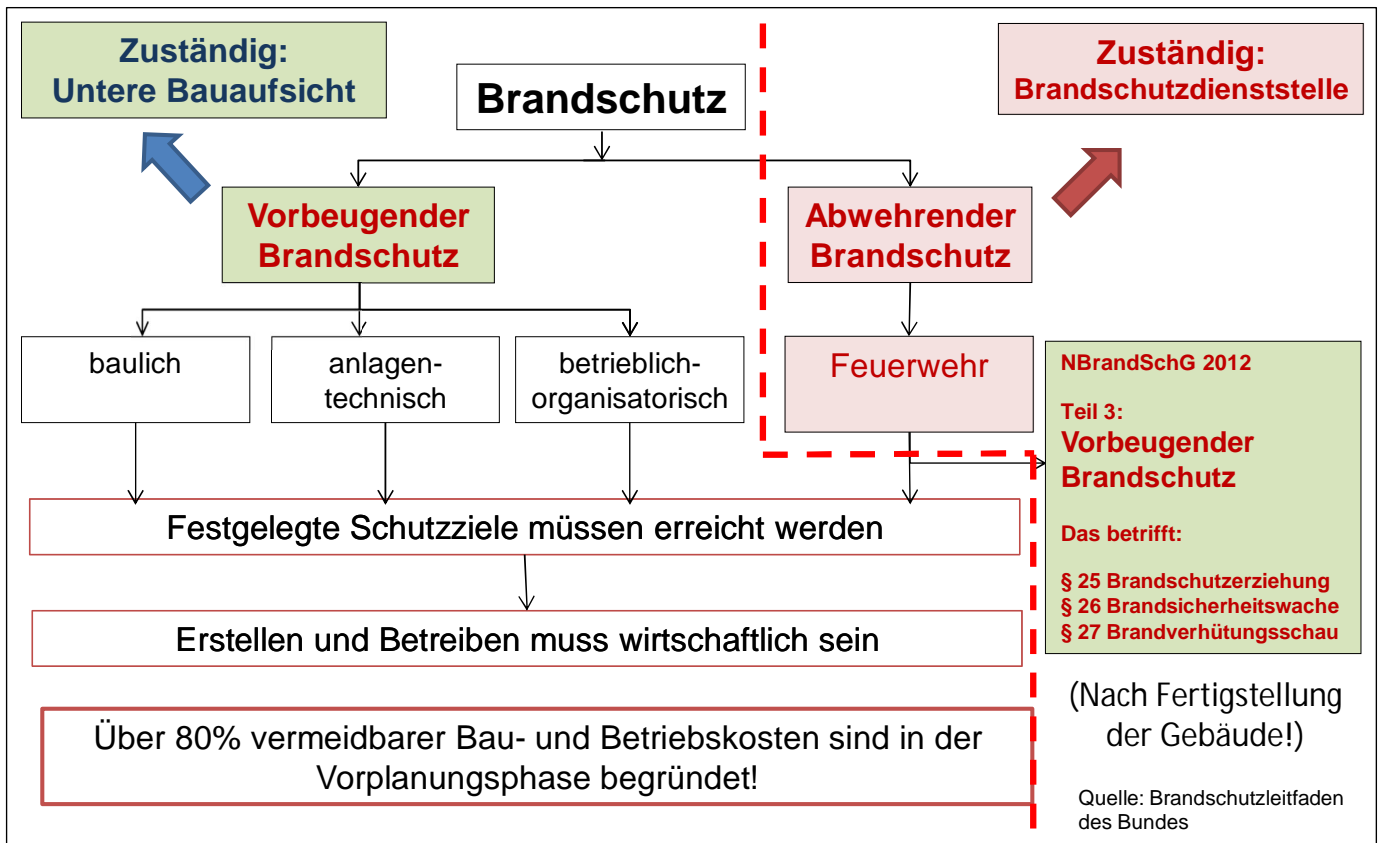 Zuständig:
Untere Bauaufsicht
Brandschutz
Zuständig:
Brandschutzdienststelle
Vorbeugender
Brandschutz
Abwehrender
Brandschutz
baulich
anlagen-
technisch
betrieblich-
organisatorisch
Feuerwehr
NBrandSchG 2012
Teil 3:
Vorbeugender
Brandschutz
Das betrifft:
§ 25 Brandschutzerziehung
§ 26 Brandsicherheitswache
§ 27 Brandverhütungsschau
Festgelegte Schutzziele müssen erreicht werden
Erstellen und Betreiben muss wirtschaftlich sein
Über 80% vermeidbarer Bau- und Betriebskosten sind in der
Vorplanungsphase begründet!
(Nach Fertigstellung
der Gebäude!)
Quelle: Brandschutzleitfaden
des Bundes